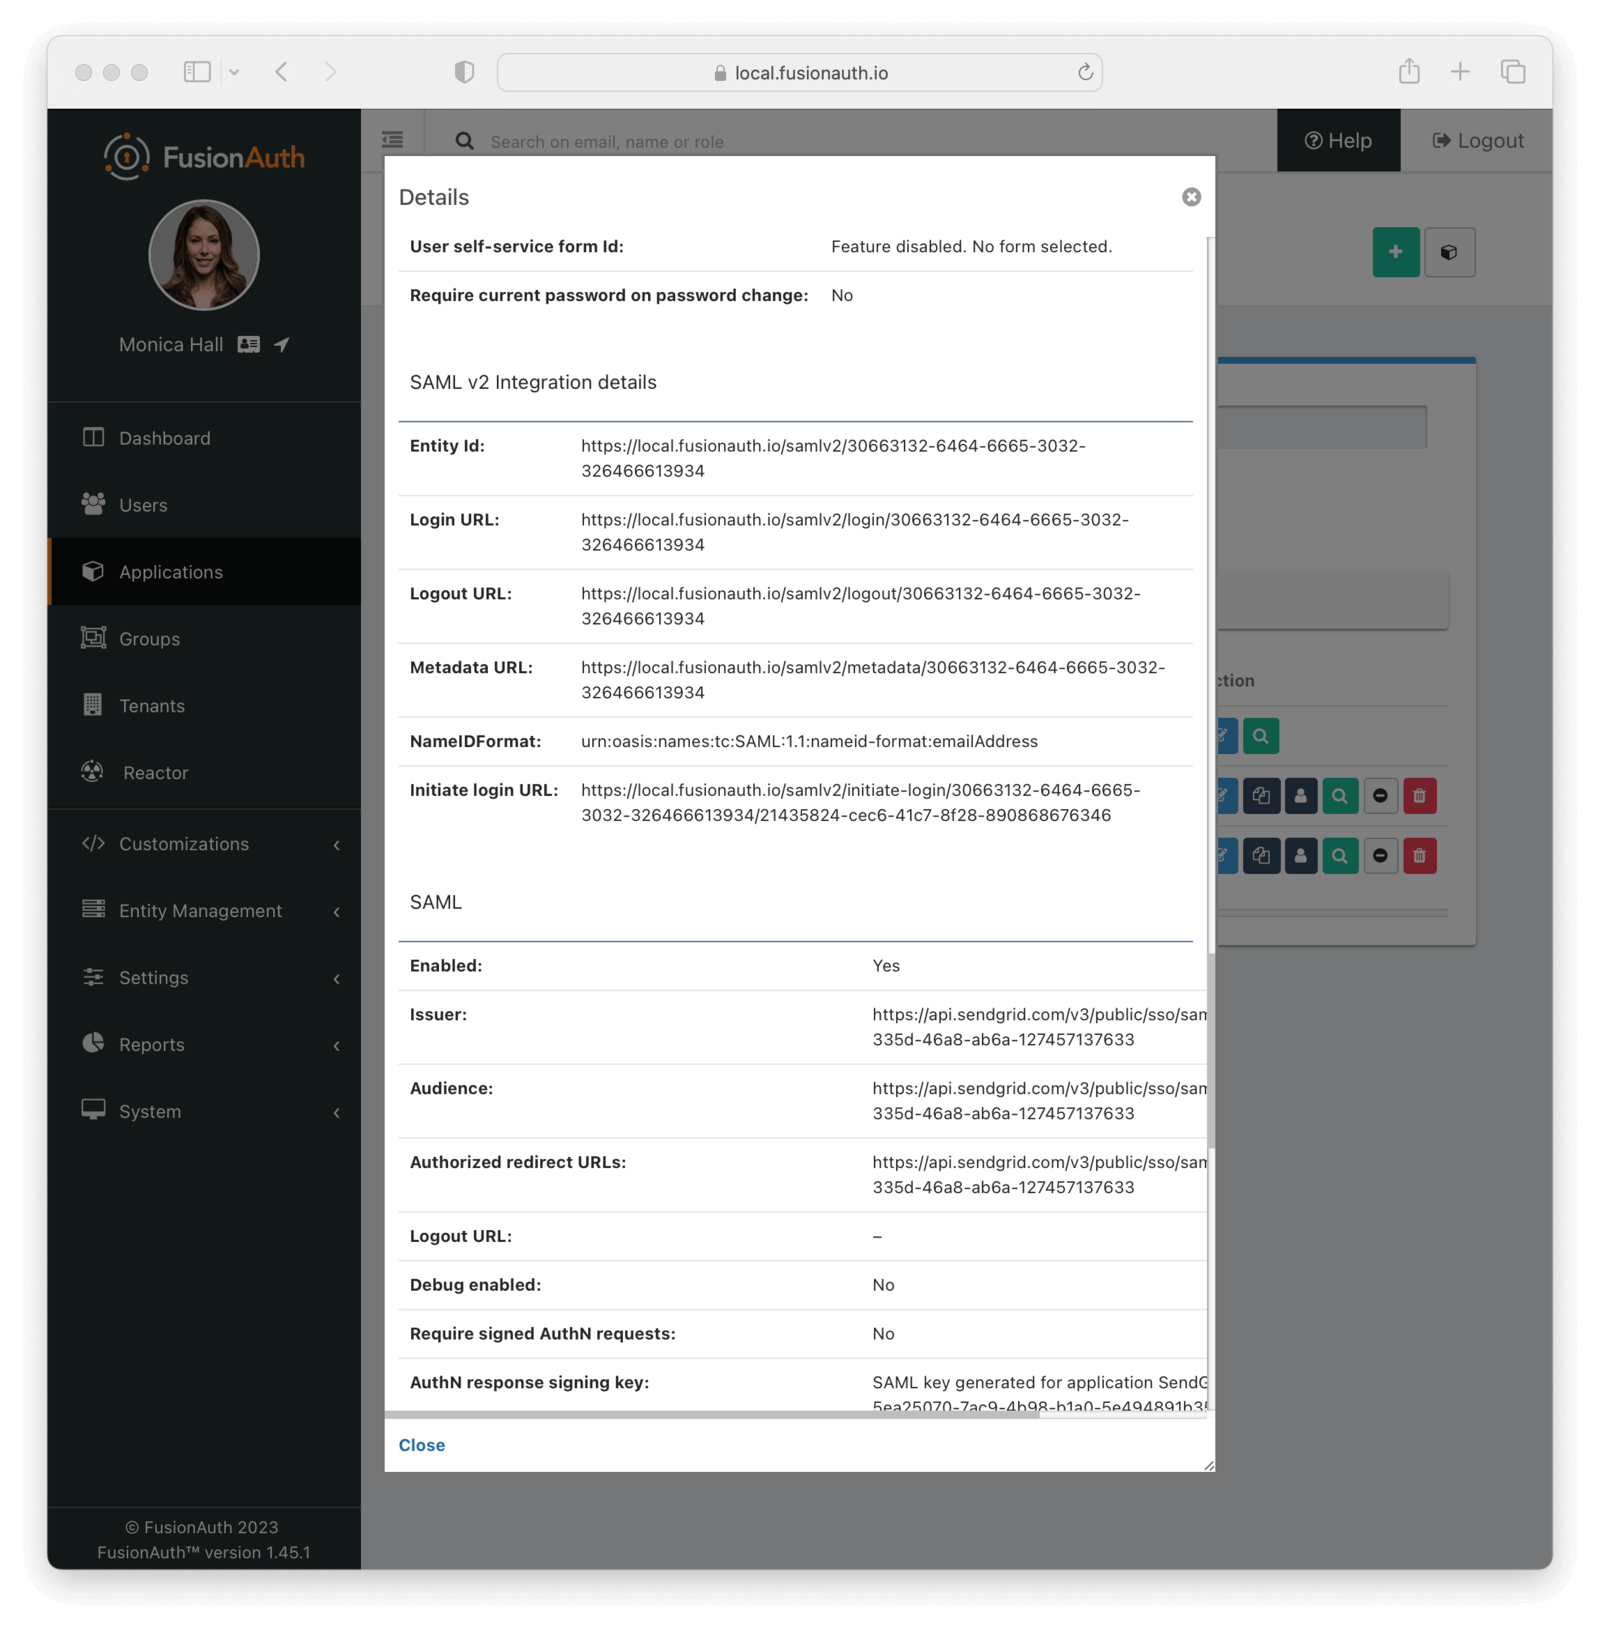 local.fusionauth.io
FusionAuth
Search on email, name or role
Help
Logout
Monica Hall
Dashboard
Users
Applications
Groups
Tenants
Reactor
Customizations
Entity Management
Settings
Reports
System
© FusionAuth 2023
FusionAuth™ version 1.45.1
Details
User self-service form Id: Feature disabled. No form selected.
Require current password on password change: No
SAML v2 Integration details
Entity Id: https://local.fusionauth.io/samlv2/30663132-6464-6665-3032-
326466613934
Login URL: https://local.fusionauth.io/samlv2/login/30663132-6464-6665-3032-
326466613934
Logout URL: https://local.fusionauth.io/samlv2/logout/30663132-6464-6665-3032-
326466613934
Metadata URL: https://local.fusionauth.io/samlv2/metadata/30663132-6464-6665-3032-
326466613934
NameIDFormat: urn:oasis:names:tc:SAML:1.1:nameid-format:emailAddress
Initiate login URL: https://local.fusionauth.io/samlv2/initiate-login/30663132-6464-6665-
3032-326466613934/21435824-cec6-41c7-8f28-890868676346
SAML
Enabled: Yes
Issuer: https://api.sendgrid.com/v3/public/sso/sam
335d-46a8-ab6a-127457137633
Audience: https://api.sendgrid.com/v3/public/sso/sam
335d-46a8-ab6a-127457137633
Authorized redirect URLs: https://api.sendgrid.com/v3/public/sso/sam
335d-46a8-ab6a-127457137633
Logout URL: –
Debug enabled: No
Require signed AuthN requests: No
AuthN response signing key: SAML key generated for application SendG
5ea25070-7ac9-4b98-b1a0-5e494891b35
Close
ction